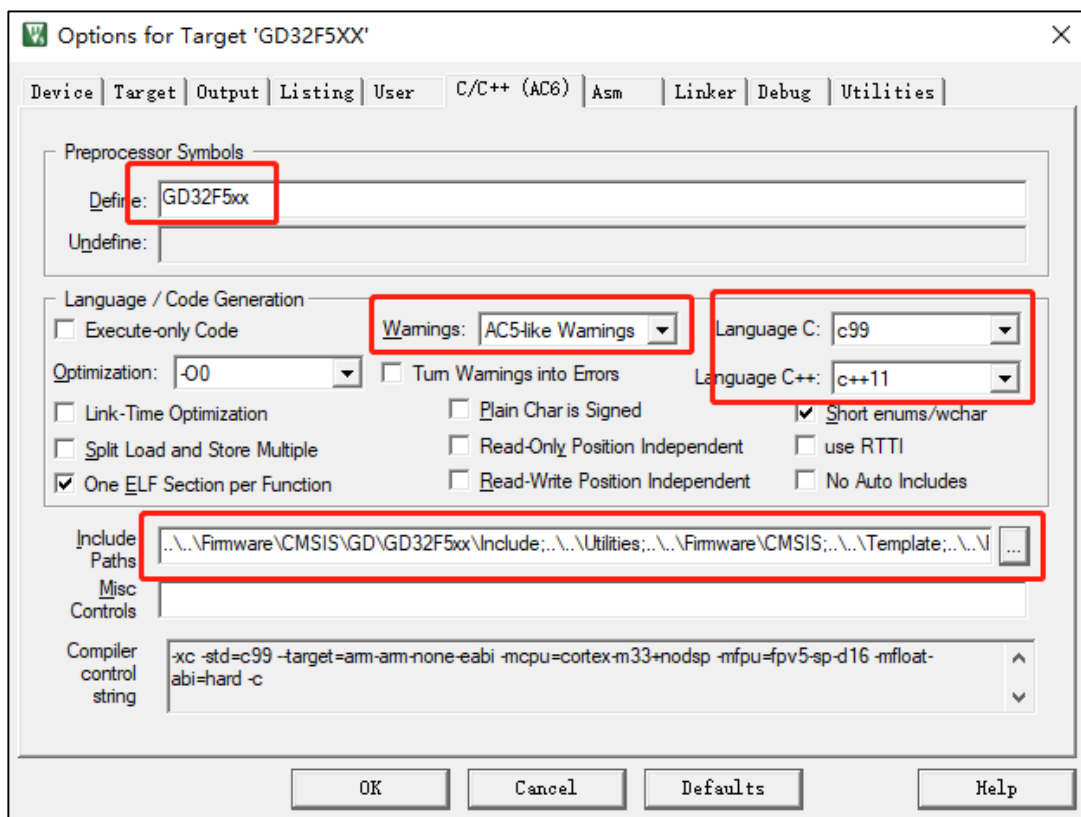 Options for Target 'GD32F5XX'
Device Target Output Listing User C/C++ (AC6) Asm Linker Debug Utilities
Preprocessor Symbols
Define: GD32F5xx
Undefine:
Language / Code Generation
Execute-only Code Warnings: AC5-like Warnings Language C: c99
Optimization: -O0 Turn Warnings into Errors Language C++: c++11
Link-Time Optimization Plain Char is Signed Short enums/wchar
Split Load and Store Multiple Read-Only Position Independent use RTTI
One ELF Section per Function Read-Write Position Independent No Auto Includes
Include Paths
..\..\Firmware\CMSIS\GD\GD32F5xx\Include;..\..\Utilities;..\..\Firmware\CMSIS;..\..\Template;..\..\ ...
Misc Controls
Compiler control string
-xc -std=c99 --target=arm-arm-none-eabi -mcpu=cortex-m33+nodsp -mfpu=fpv5-sp-d16 -mfloat-
abi=hard -c
OK Cancel Defaults Help